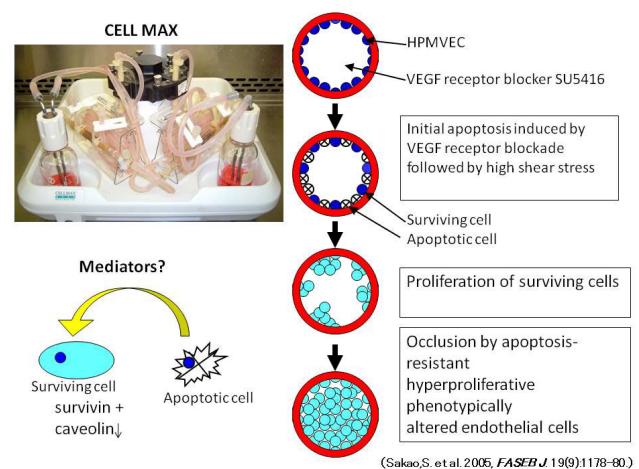 CELL MAX
CELLMAX
HPMVEC
VEGF receptor blocker SU5416
Initial apoptosis induced by
VEGF receptor blockade
followed by high shear stress
Surviving cell
Apoptotic cell
Proliferation of surviving cells
Mediators?
Surviving cell
survivin +
caveolin↓
Apoptotic cell
Occlusion by apoptosis-
resistant
hyperproliferative
phenotypically
altered endothelial cells
(Sakao,S. et al. 2005, FASEB J. 19(9):1178-80.)